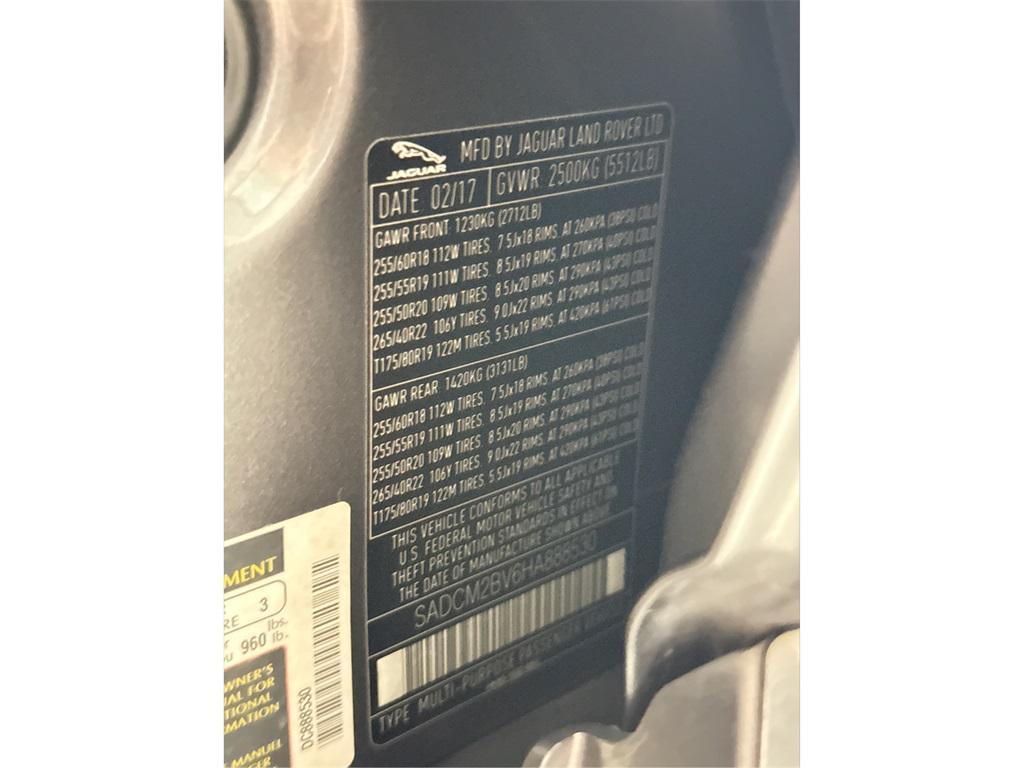 JAGUAR
MFD BY JAGUAR LAND ROVER LTD
DATE 02/17 GVWR 2500KG (5512LB)
GAWR FRONT 1230KG (2712LB)
255/60R18 112W TIRES. 7 5Jx18 RIMS. AT 260KPA (38PSI) COLD
255/55R19 111W TIRES. 8 5Jx19 RIMS. AT 270KPA (40PSI) COLD
255/50R20 109W TIRES. 8 5Jx20 RIMS. AT 290KPA (43PSI) COLD
265/40R22 106Y TIRES. 9 0Jx22 RIMS. AT 290KPA (43PSI) COLD
T175/80R19 122M TIRES. 5 5Jx19 RIMS. AT 420KPA (61PSI) COLD
GAWR REAR 1420KG (3131LB)
255/60R18 112W TIRES. 7 5Jx18 RIMS. AT 260KPA (38PSI) COLD
255/55R19 111W TIRES. 8 5Jx19 RIMS. AT 270KPA (40PSI) COLD
255/50R20 109W TIRES. 8 5Jx20 RIMS. AT 290KPA (43PSI) COLD
265/40R22 106Y TIRES. 9 0Jx22 RIMS. AT 290KPA (43PSI) COLD
T175/80R19 122M TIRES. 5 5Jx19 RIMS. AT 420KPA (61PSI) COLD
THIS VEHICLE CONFORMS TO ALL APPLICABLE
U.S. FEDERAL MOTOR VEHICLE SAFETY AND
THEFT PREVENTION STANDARDS IN EFFECT ON
THE DATE OF MANUFACTURE SHOWN ABOVE
SADCM2BV6HA888530
TYPE MULTI-PURPOSE PASSENGER
MENT
RE 3
lbs.
ou 960 lb.
WNER'S
AL FOR
TIONAL
MATION
MANUEL
DC888530